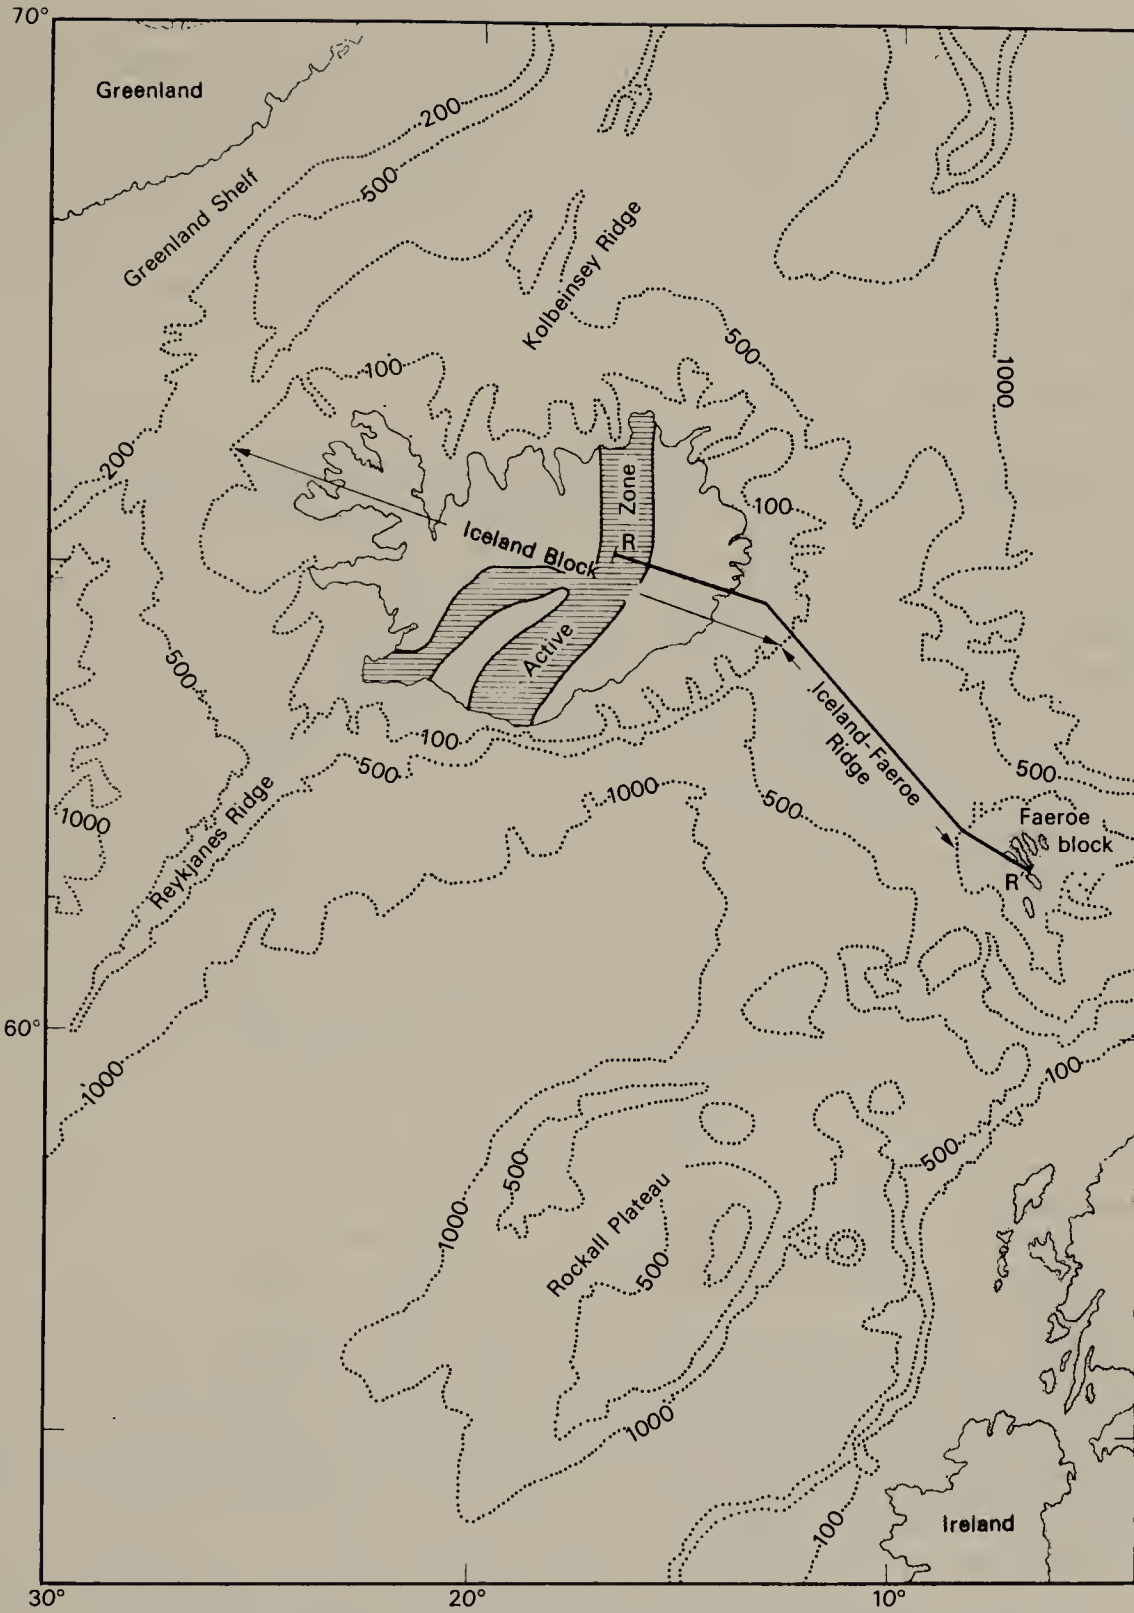 70°
Greenland
200
500
Greenland Shelf
Kolbeinsey Ridge
500
100
1000
200
Zone
100
R
Iceland Block
Active
500
Iceland-Faeroe
Ridge
100
500
1000
500
500
1000
Reykjanes Ridge
Faeroe
block
R'
60°
1000
100
500
500
1000
Rockall Plateau
500
1000
100
Ireland
30°
20°
10°